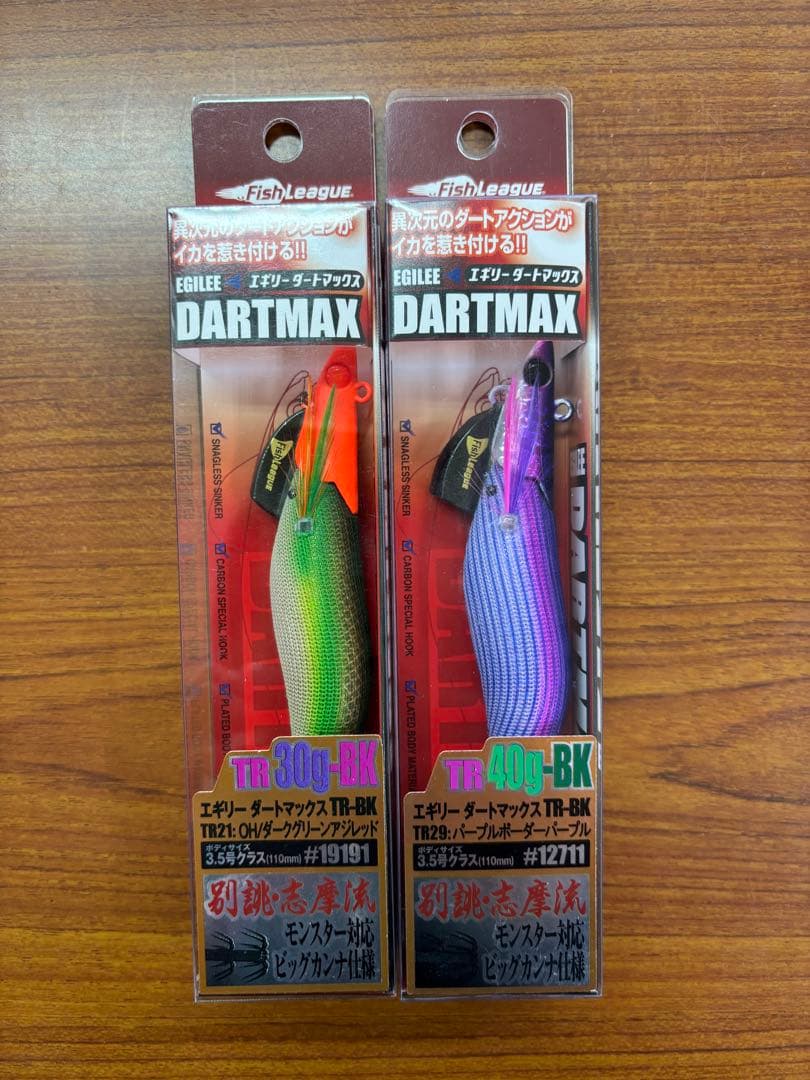 FishLeague
異次元のダートアクションが
イカを惹き付ける!!
EGILEE エギリーダートマックス
DARTMAX
FishLeague
SNAGLESS SINKER
CARBON SPECIAL HOOK
PLATED BODY
TR 30g-BK
エギリー ダートマックス TR-BK
TR21: OH/ダークグリーンアジレッド
ボディサイズ
3.5号クラス(110mm) #19191
別誂・志摩流
モンスター対応
ビッグカンナ仕様
FishLeague
異次元のダートアクションが
イカを惹き付ける!!
EGILEE エギリーダートマックス
DARTMAX
FishLeague
SNAGLESS SINKER
CARBON SPECIAL HOOK
PLATED BODY
TR 40g-BK
エギリー ダートマックス TR-BK
TR29: パープルボーダーパープル
ボディサイズ
3.5号クラス(110mm) #12711
別誂・志摩流
モンスター対応
ビッグカンナ仕様